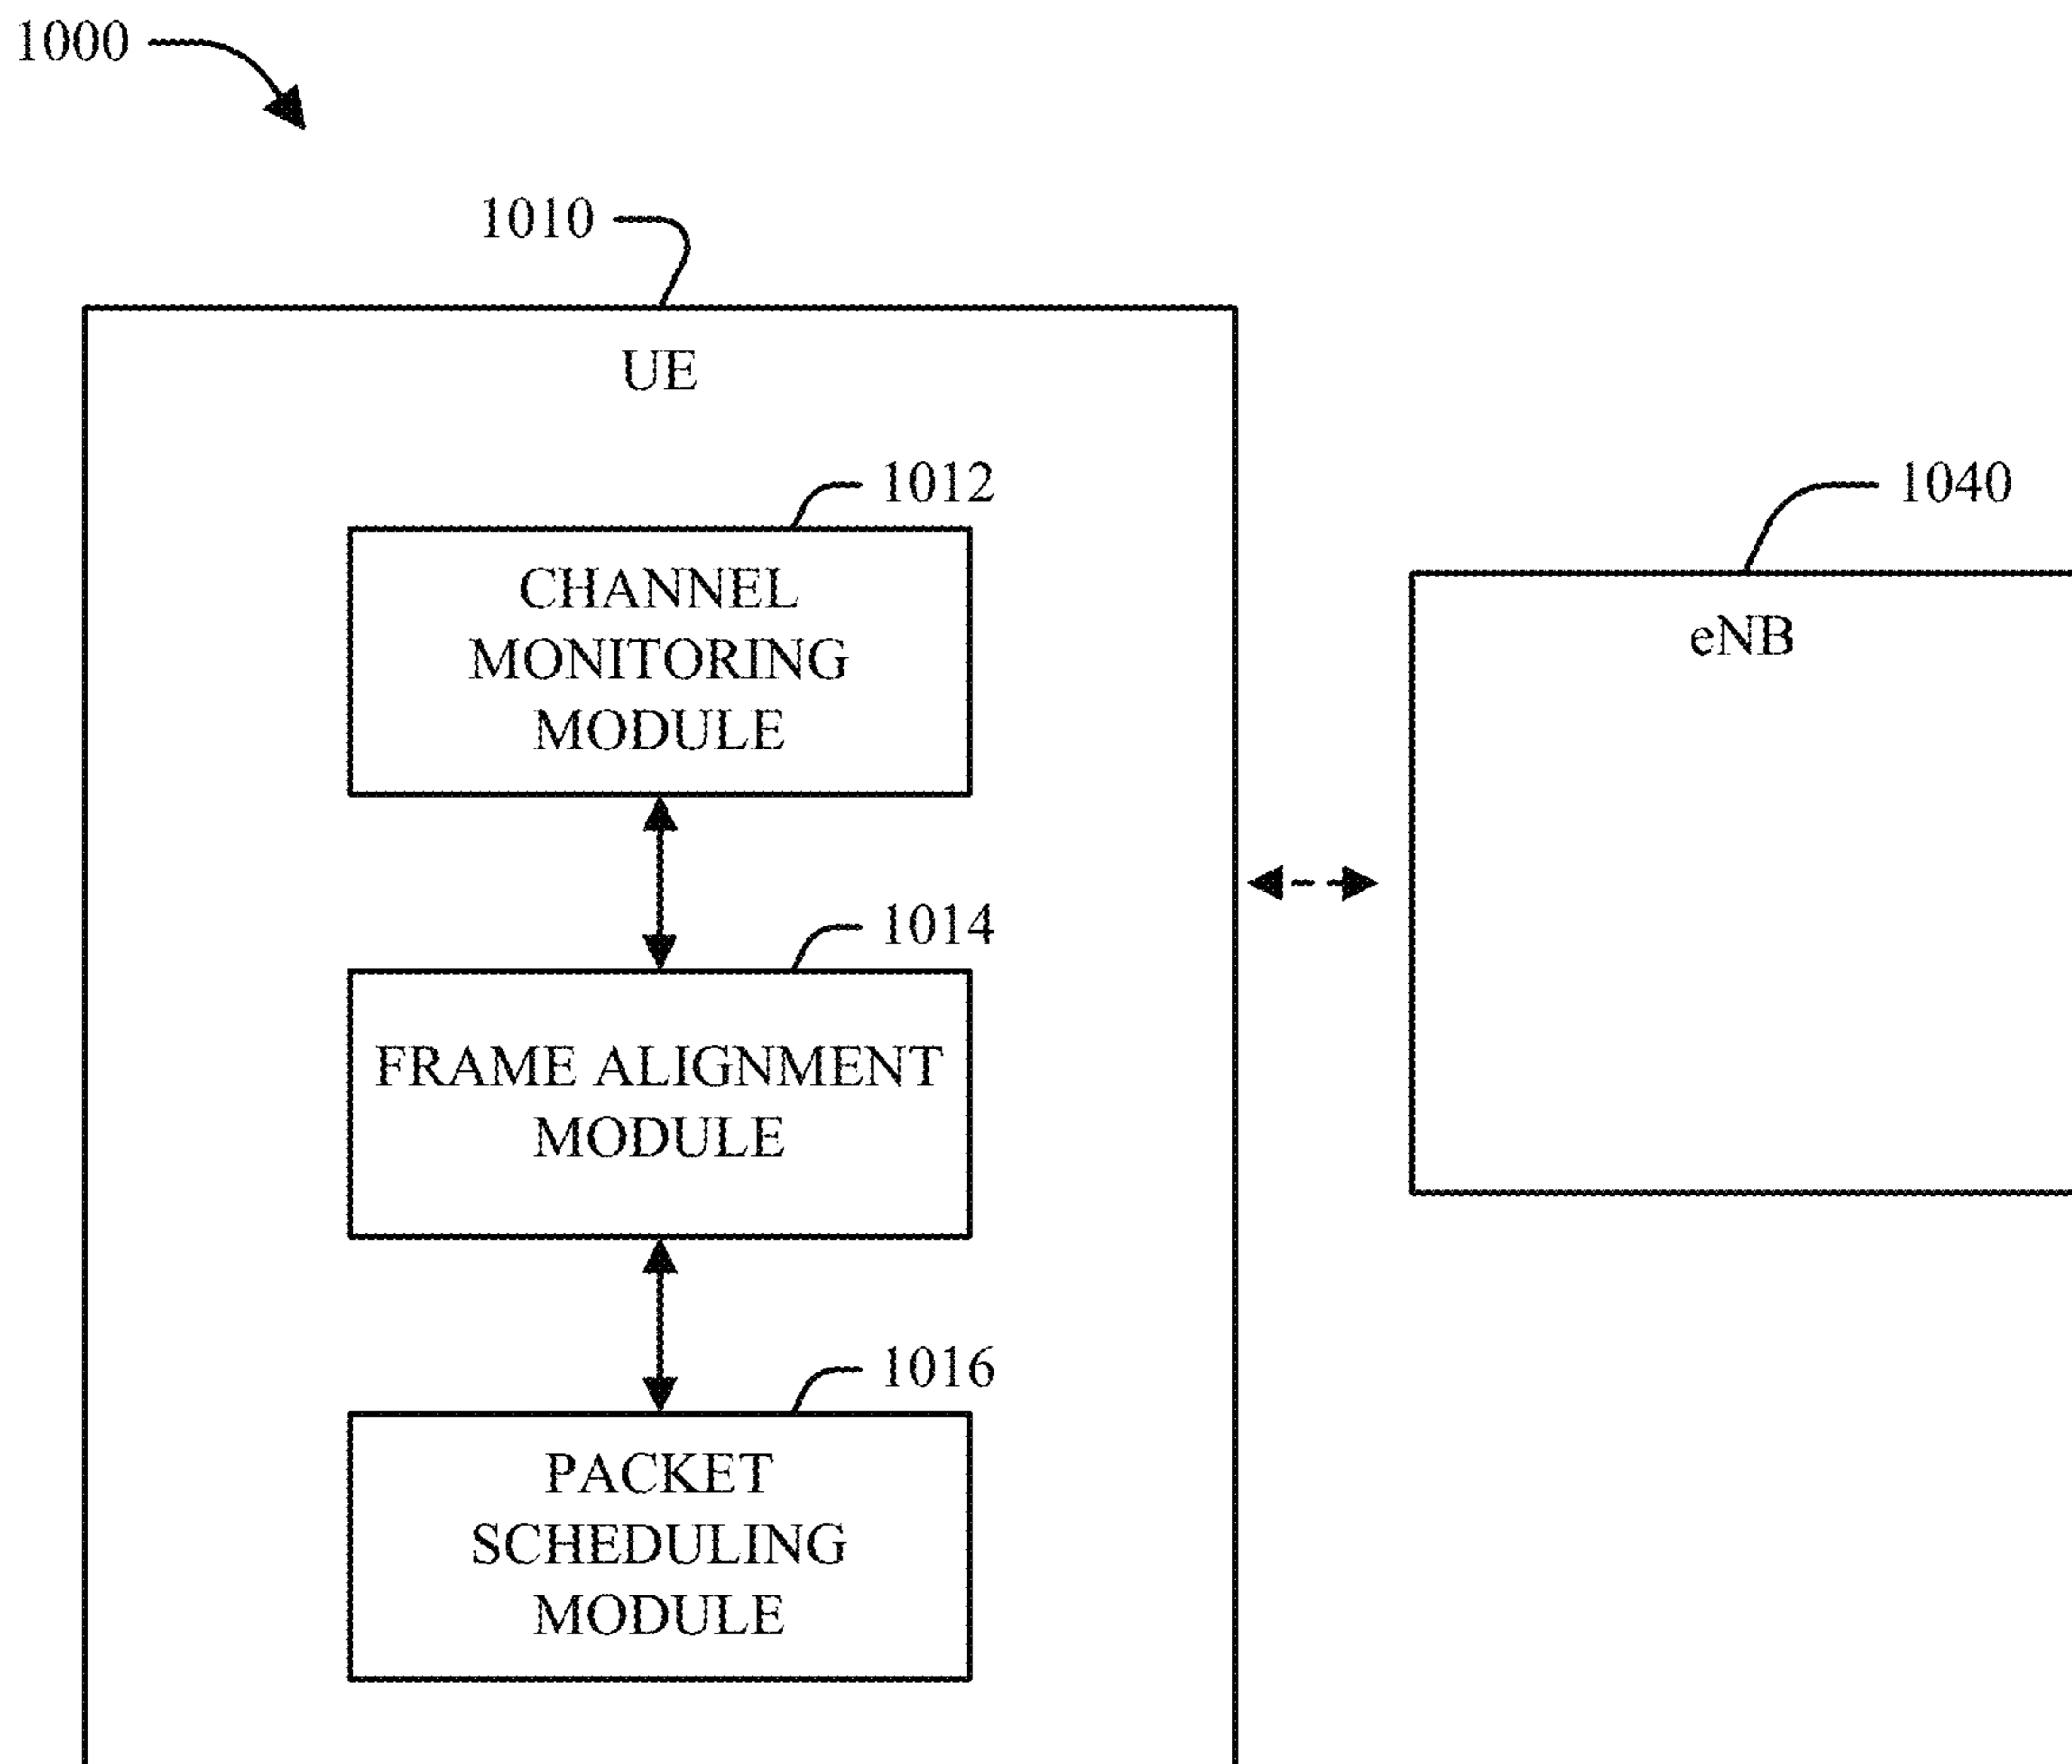 1000
1010
UE
1012
1040
CHANNEL
MONITORING
MODULE
eNB
1014
FRAME ALIGNMENT
MODULE
1016
PACKET
SCHEDULING
MODULE